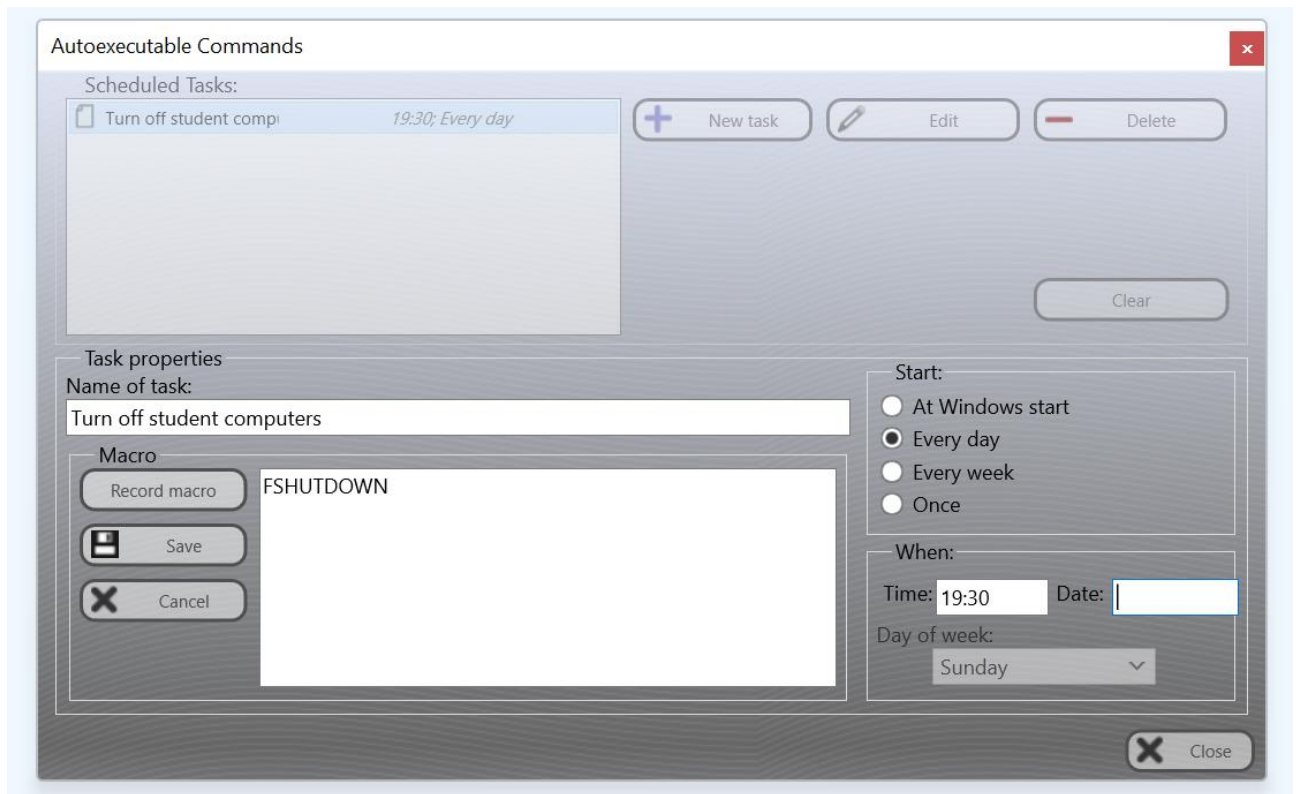 Autoexecutable Commands
x
Scheduled Tasks:
Turn off student comp 19:30; Every day
New task Edit Delete
Clear
Task properties
Name of task:
Turn off student computers
Macro
Record macro
Save
Cancel
FSHUTDOWN
Start:
At Windows start
Every day
Every week
Once
When:
Time: 19:30 Date:
Day of week:
Sunday
Close